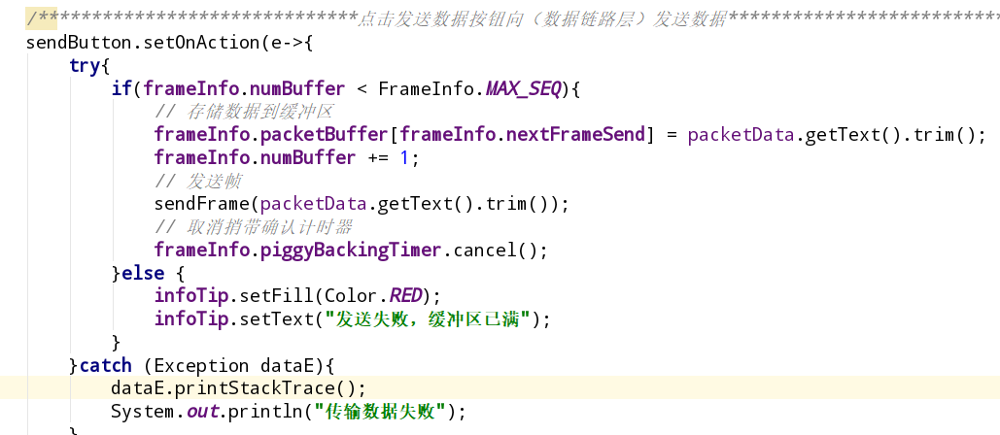 /*****************************点击发送数据按钮向（数据链路层）发送数据*************************
sendButton.setOnAction(e->{
try{
if(frameInfo.numBuffer < FrameInfo.MAX_SEQ){
// 存储数据到缓冲区
frameInfo.packetBuffer[frameInfo.nextFrameSend] = packetData.getText().trim();
frameInfo.numBuffer += 1;
// 发送帧
sendFrame(packetData.getText().trim());
// 取消捎带确认计时器
frameInfo.piggyBackingTimer.cancel();
}else {
infoTip.setFill(Color.RED);
infoTip.setText("发送失败，缓冲区已满");
}
}catch (Exception dataE){
dataE.printStackTrace();
System.out.println("传输数据失败");
}